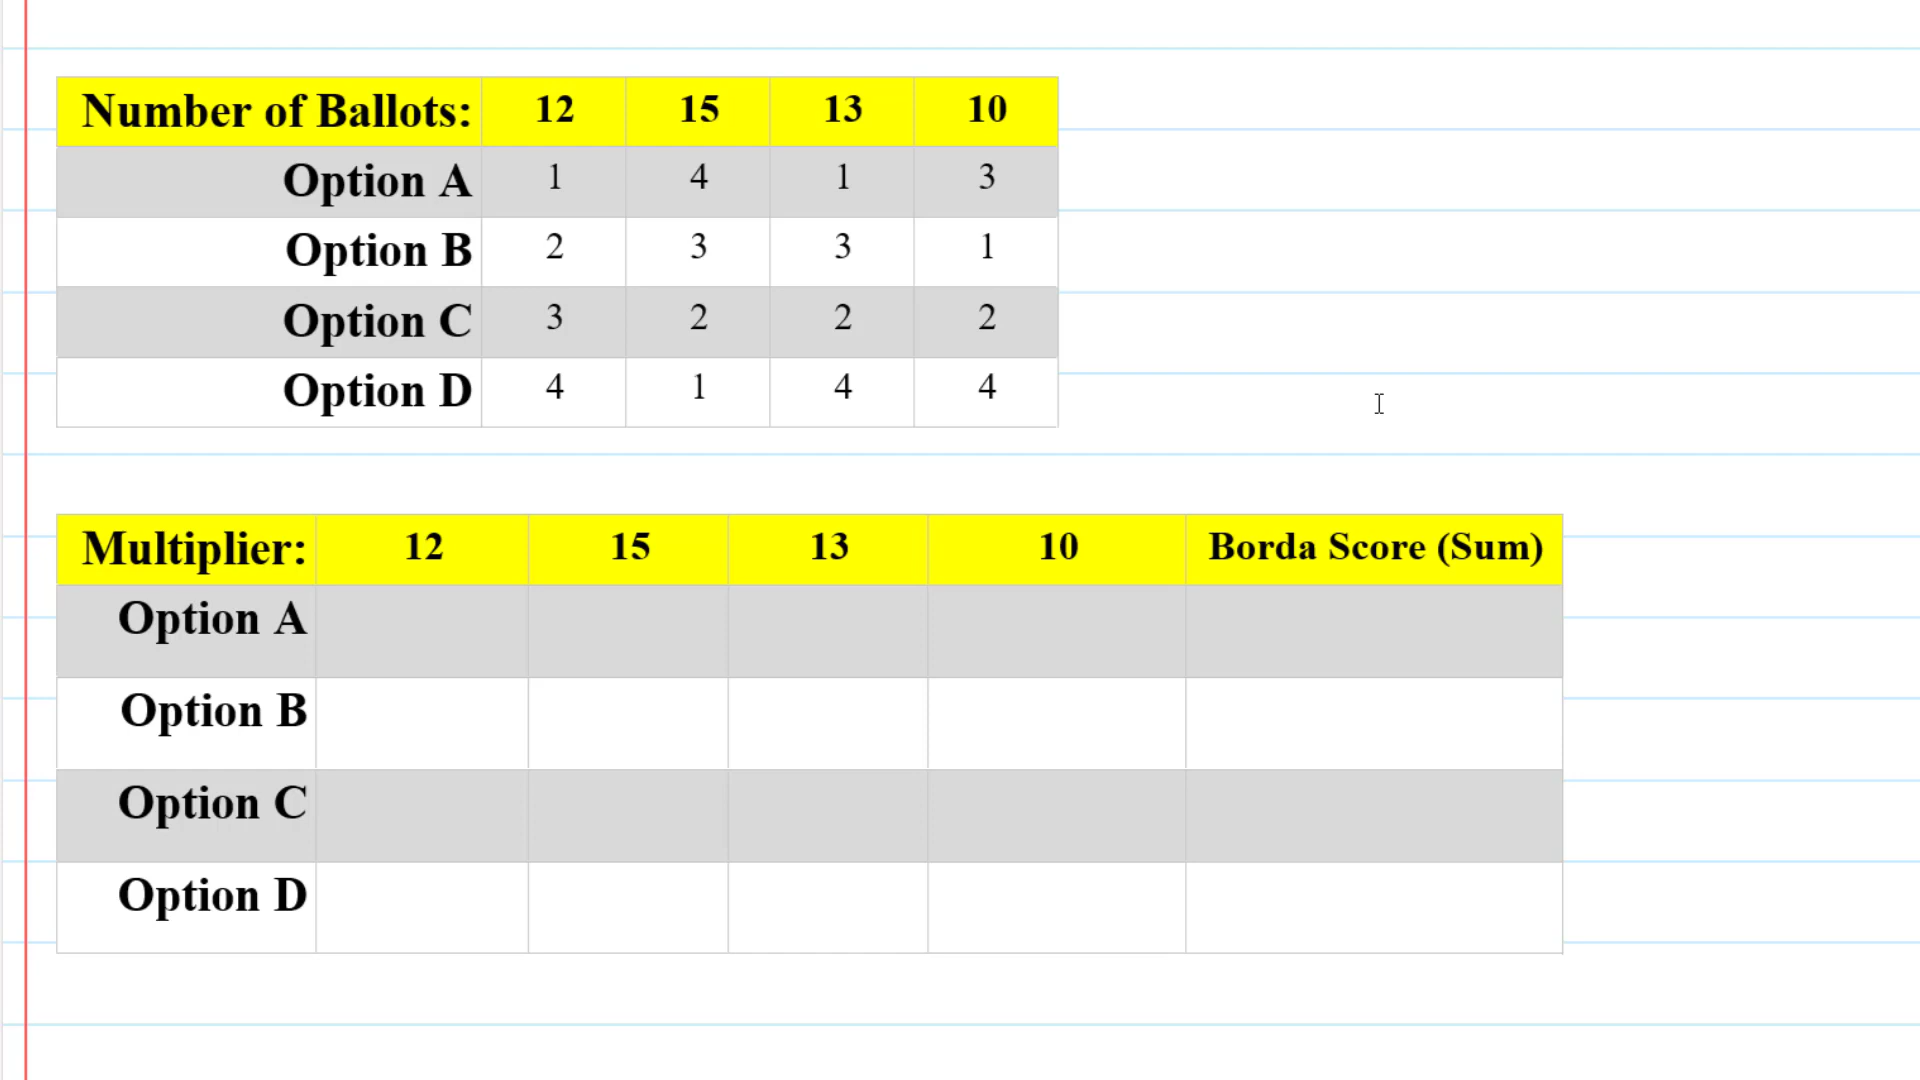 Number of Ballots: 12 15 13 10
Option A 1 4 1 3
Option B 2 3 3 1
Option C 3 2 2 2
Option D 4 1 4 4
Multiplier: 12 15 13 10 Borda Score (Sum)
Option A
Option B
Option C
Option D